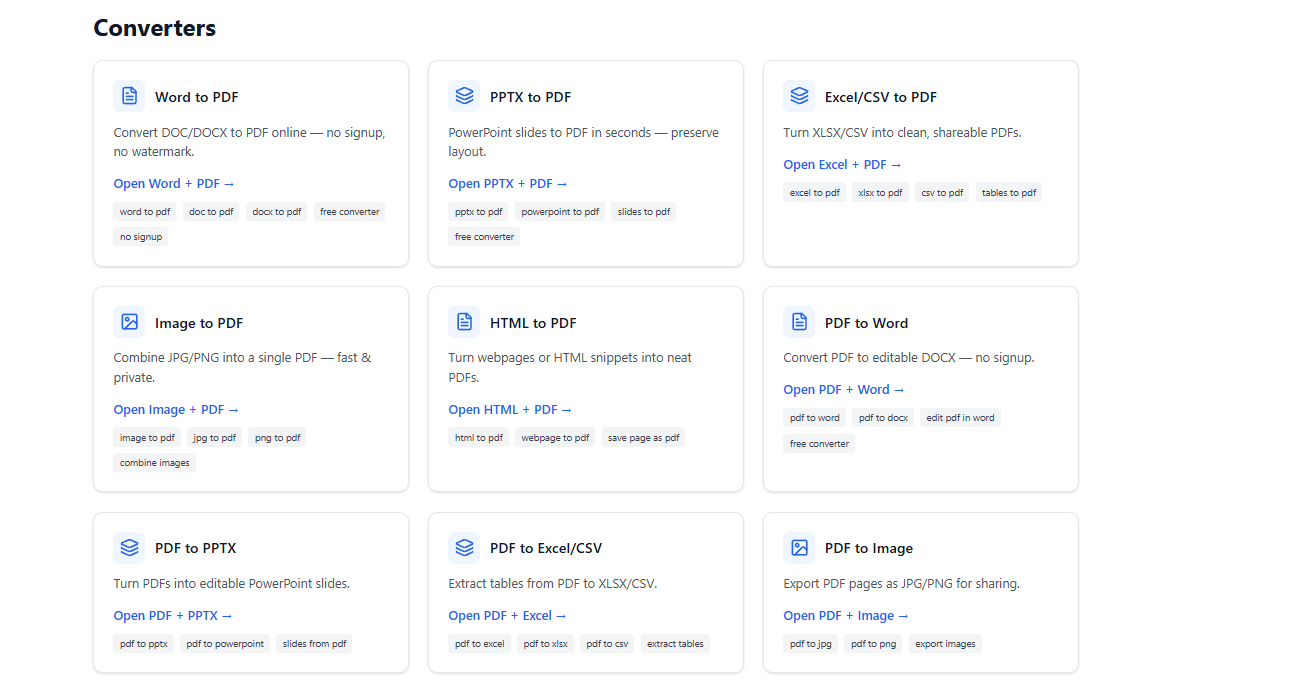 Converters
Word to PDF
Convert DOC/DOCX to PDF online — no signup,
no watermark.
Open Word + PDF →
word to pdf doc to pdf docx to pdf free converter
no signup
PPTX to PDF
PowerPoint slides to PDF in seconds — preserve
layout.
Open PPTX + PDF →
pptx to pdf powerpoint to pdf slides to pdf
free converter
Excel/CSV to PDF
Turn XLSX/CSV into clean, shareable PDFs.
Open Excel + PDF →
excel to pdf xlsx to pdf csv to pdf tables to pdf
Image to PDF
Combine JPG/PNG into a single PDF — fast &
private.
Open Image + PDF →
image to pdf jpg to pdf png to pdf
combine images
HTML to PDF
Turn webpages or HTML snippets into neat
PDFs.
Open HTML + PDF →
html to pdf webpage to pdf save page as pdf
PDF to Word
Convert PDF to editable DOCX — no signup.
Open PDF + Word →
pdf to word pdf to docx edit pdf in word
free converter
PDF to PPTX
Turn PDFs into editable PowerPoint slides.
Open PDF + PPTX →
pdf to pptx pdf to powerpoint slides from pdf
PDF to Excel/CSV
Extract tables from PDF to XLSX/CSV.
Open PDF + Excel →
pdf to excel pdf to xlsx pdf to csv extract tables
PDF to Image
Export PDF pages as JPG/PNG for sharing.
Open PDF + Image →
pdf to jpg pdf to png export images